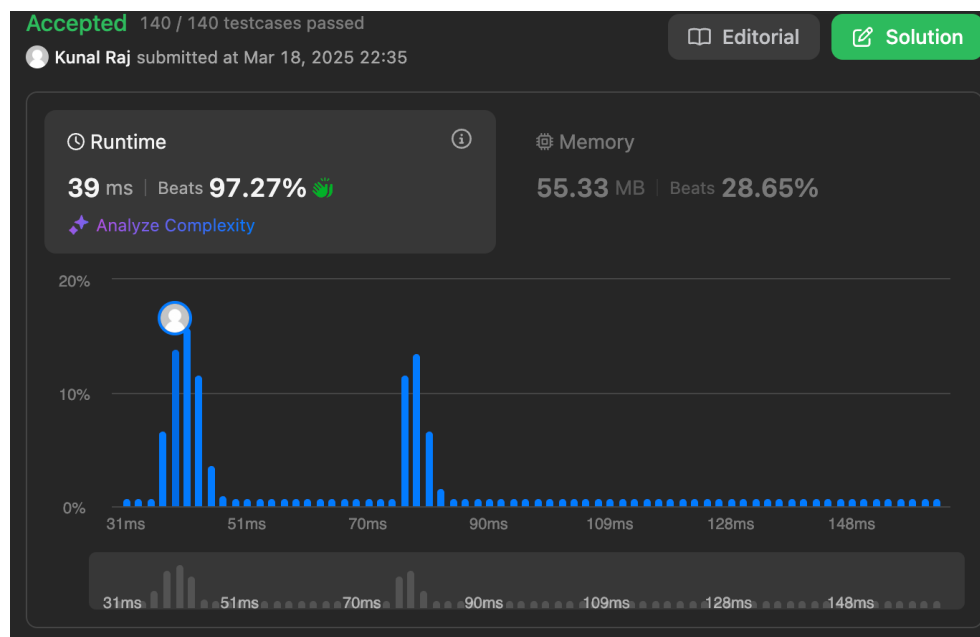 Accepted 140 / 140 testcases passed
Editorial
Solution
Kunal Raj submitted at Mar 18, 2025 22:35
Runtime
39 ms | Beats 97.27%
Analyze Complexity
Memory
55.33 MB | Beats 28.65%
20%
10%
0%
31ms 51ms 70ms 90ms 109ms 128ms 148ms
31ms 51ms 70ms 90ms 109ms 128ms 148ms